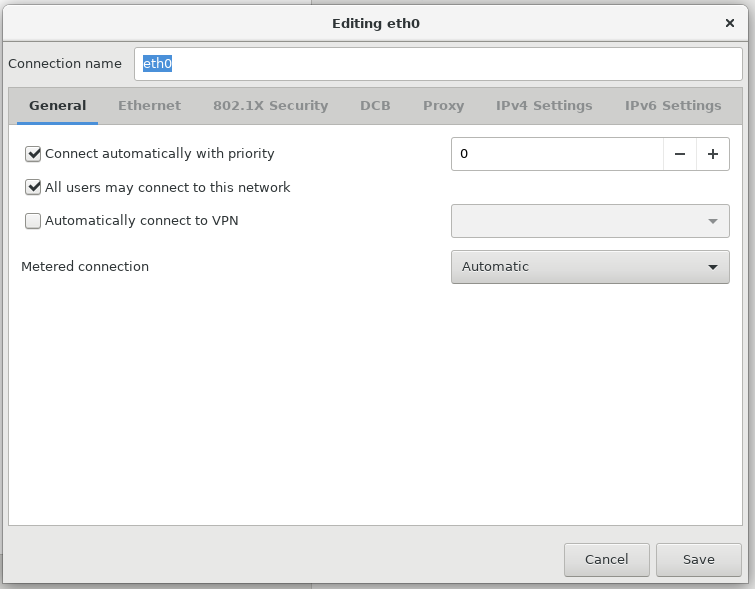 Editing eth0
Connection name eth0
General Ethernet 802.1X Security DCB Proxy IPv4 Settings IPv6 Settings
Connect automatically with priority 0
All users may connect to this network
Automatically connect to VPN
Metered connection Automatic
Cancel Save